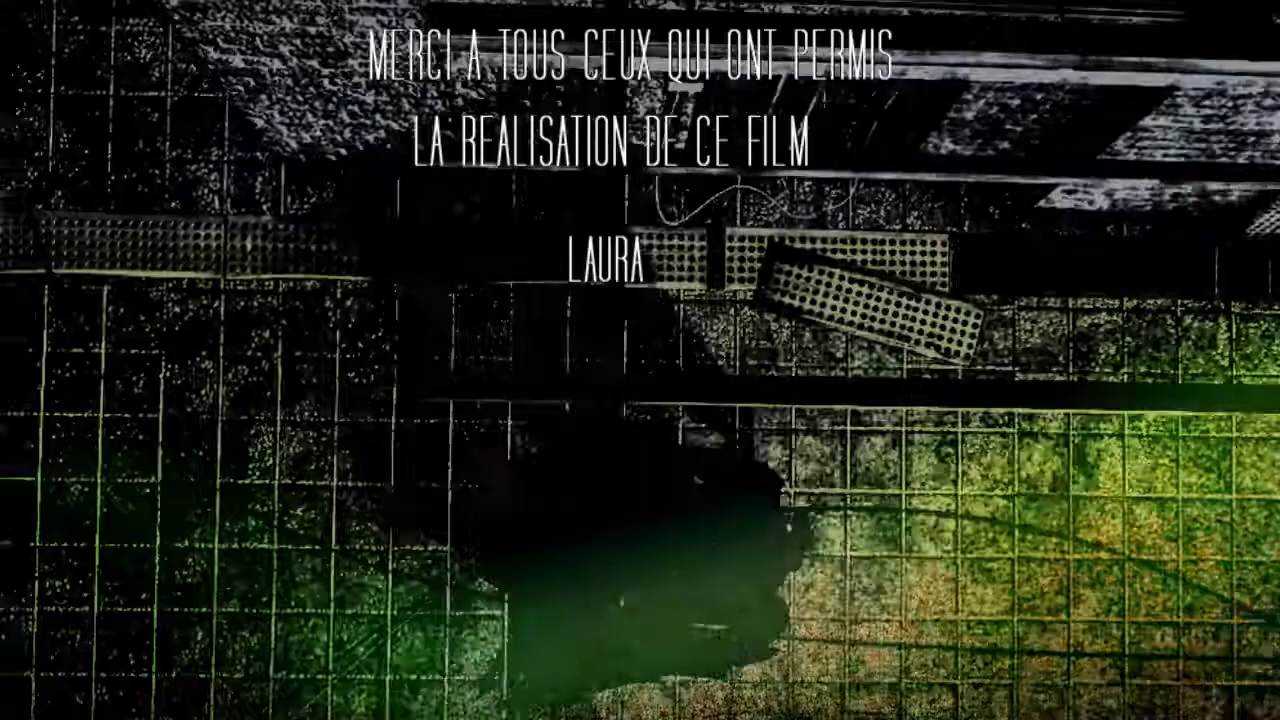 MERCI A TOUS CEUX QUI ONT PERMIS
LA REALISATION DE CE FILM
LAURA